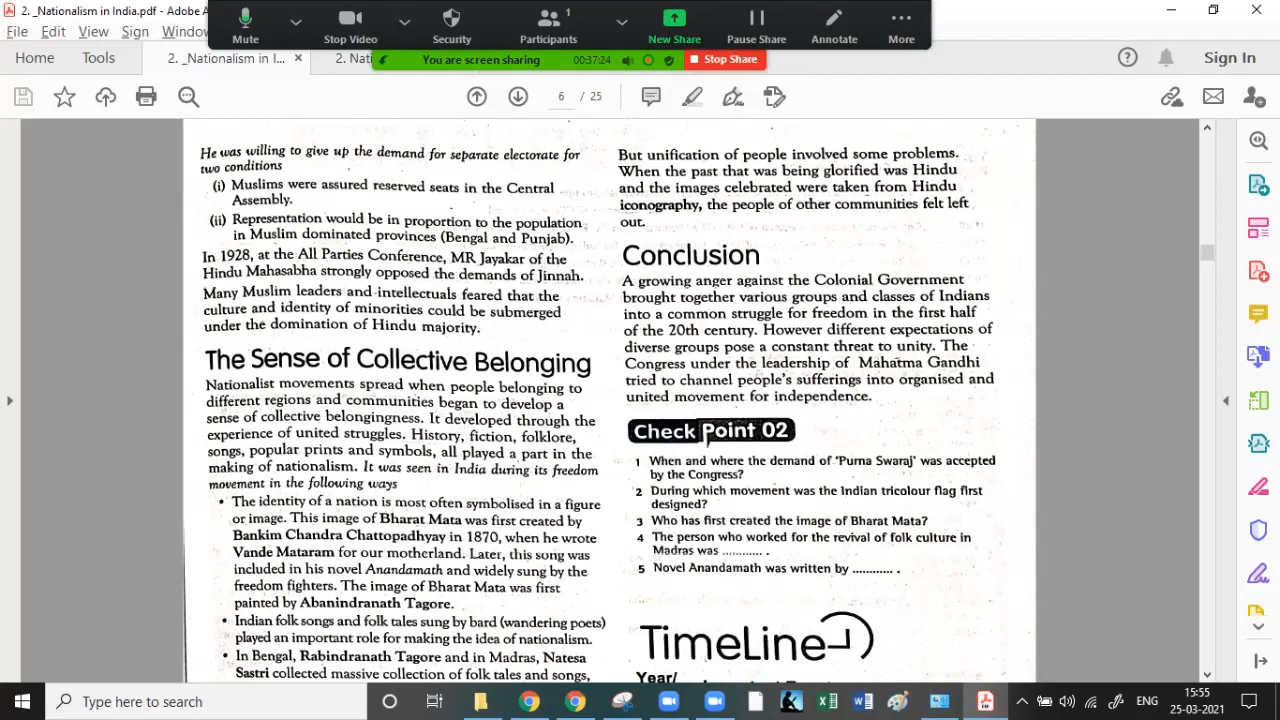 2. _Nationalism in India.pdf - Adobe A
File Edit View Sign Window
Mute
Stop Video
Security
Participants
1
New Share
Pause Share
Annotate
More
You are screen sharing
00:37:24
Stop Share
Home
Tools
2. _Nationalism in I...
2. Nati
Sign In
6 / 25
He was willing to give up the demand for separate electorate for
two conditions
(i) Muslims were assured reserved seats in the Central
Assembly.
(ii) Representation would be in proportion to the population
in Muslim dominated provinces (Bengal and Punjab).
In 1928, at the All Parties Conference, MR Jayakar of the
Hindu Mahasabha strongly opposed the demands of Jinnah.
Many Muslim leaders and intellectuals feared that the
culture and identity of minorities could be submerged
under the domination of Hindu majority.
The Sense of Collective Belonging
Nationalist movements spread when people belonging to
different regions and communities began to develop a
sense of collective belongingness. It developed through the
experience of united struggles. History, fiction, folklore,
songs, popular prints and symbols, all played a part in the
making of nationalism. It was seen in India during its freedom
movement in the following ways
• The identity of a nation is most often symbolised in a figure
or image. This image of Bharat Mata was first created by
Bankim Chandra Chattopadhyay in 1870, when he wrote
Vande Mataram for our motherland. Later, this song was
included in his novel Anandamath and widely sung by the
freedom fighters. The image of Bharat Mata was first
painted by Abanindranath Tagore.
• Indian folk songs and folk tales sung by bard (wandering poets)
played an important role for making the idea of nationalism.
• In Bengal, Rabindranath Tagore and in Madras, Natesa
Sastri collected massive collection of folk tales and songs,
But unification of people involved some problems.
When the past that was being glorified was Hindu
and the images celebrated were taken from Hindu
iconography, the people of other communities felt left
out.
Conclusion
A growing anger against the Colonial Government
brought together various groups and classes of Indians
into a common struggle for freedom in the first half
of the 20th century. However different expectations of
diverse groups pose a constant threat to unity. The
Congress under the leadership of Mahatma Gandhi
tried to channel people's sufferings into organised and
united movement for independence.
Check Point 02
1 When and where the demand of 'Purna Swaraj' was accepted
by the Congress?
2 During which movement was the Indian tricolour flag first
designed?
3 Who has first created the image of Bharat Mata?
4 The person who worked for the revival of folk culture in
Madras was ............ .
5 Novel Anandamath was written by ............ .
TimeLine
Year/
Type here to search
ENG
15:55
25-03-2021